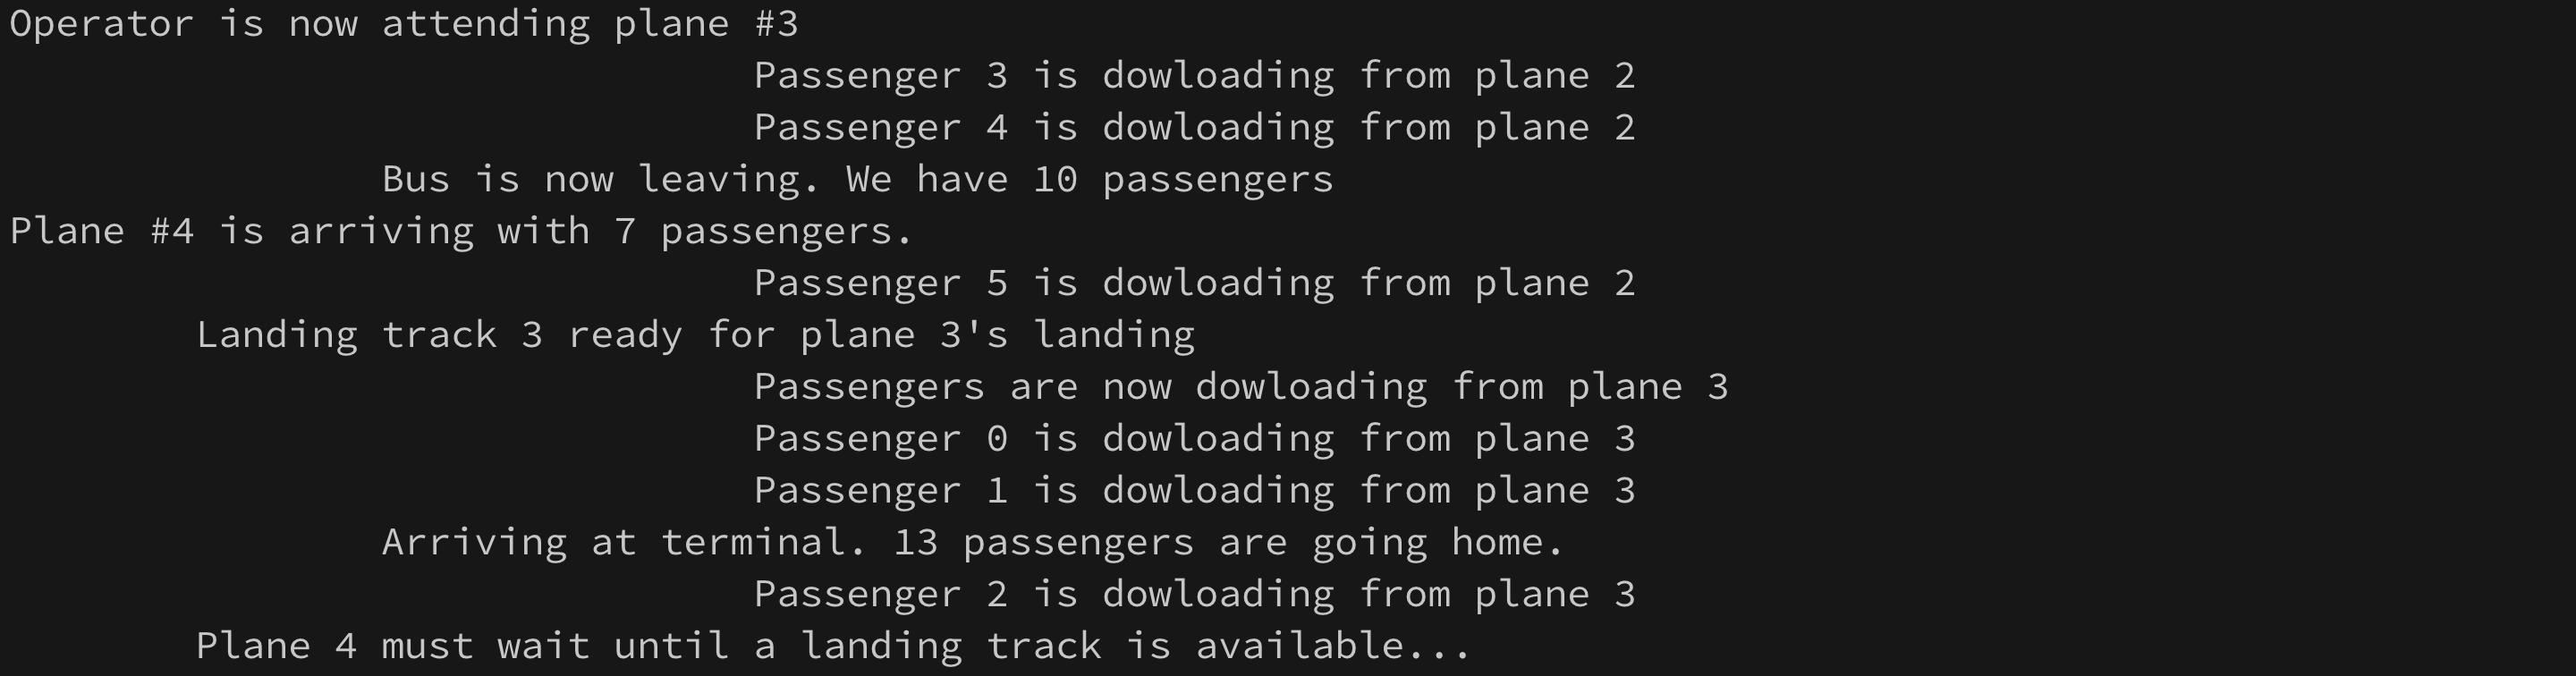 Operator is now attending plane #3
Passenger 3 is dowloading from plane 2
Passenger 4 is dowloading from plane 2
Bus is now leaving. We have 10 passengers
Plane #4 is arriving with 7 passengers.
Passenger 5 is dowloading from plane 2
Landing track 3 ready for plane 3's landing
Passengers are now dowloading from plane 3
Passenger 0 is dowloading from plane 3
Passenger 1 is dowloading from plane 3
Arriving at terminal. 13 passengers are going home.
Passenger 2 is dowloading from plane 3
Plane 4 must wait until a landing track is available...